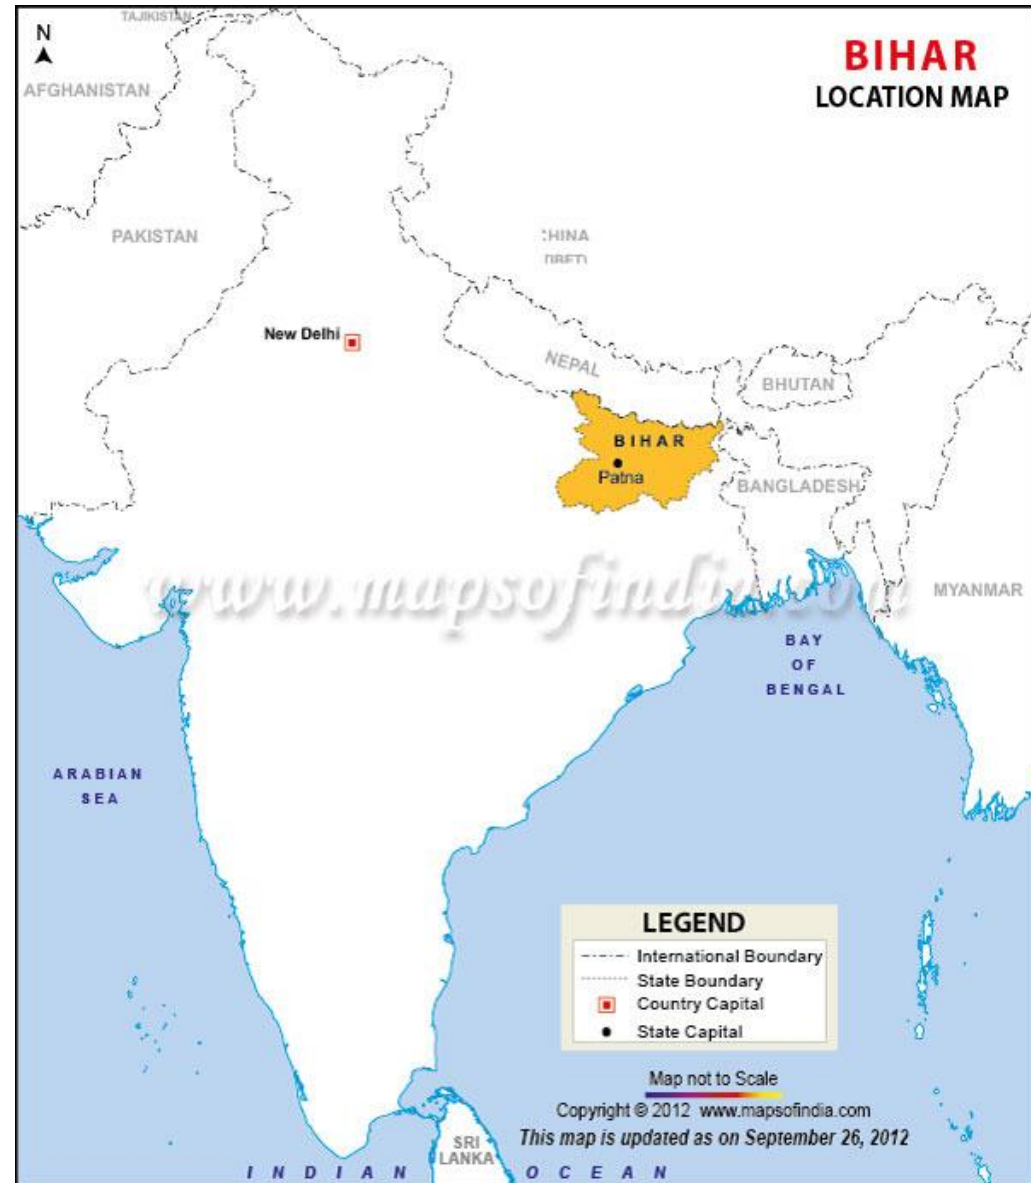 TAJIKISTAN
N
BIHAR
LOCATION MAP
AFGHANISTAN
PAKISTAN
New Delhi
NEPAL
BHUTAN
BIHAR
Patna
BANGLADESH
www.mapsofindia.com
MYANMAR
BAY
OF
BENGAL
ARABIAN
SEA
LEGEND
International Boundary
State Boundary
Country Capital
State Capital
Map not to Scale
Copyright © 2012 www.mapsofindia.com
This map is updated as on September 26, 2012
SRI
LANKA
INDIAN OCEAN